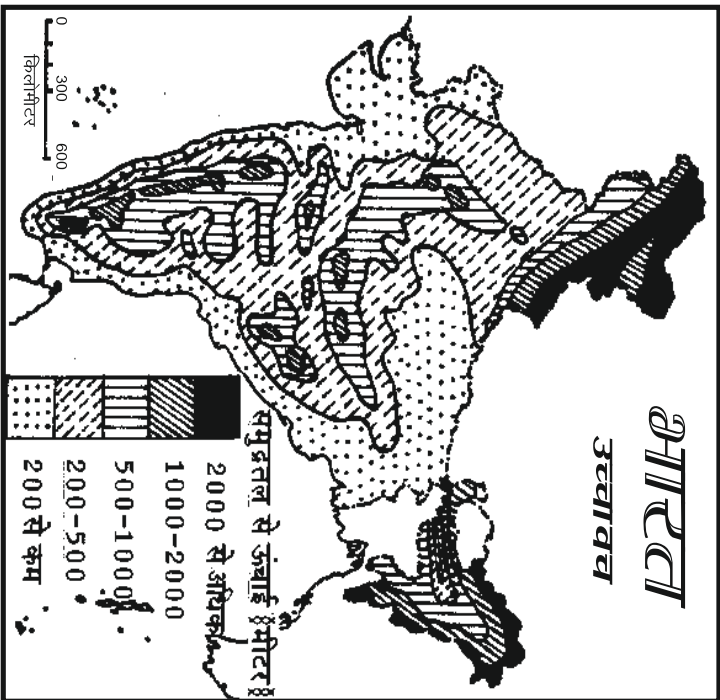 भारत
उच्चावच
समुद्रतल से ऊंचाई (मीटर)
2000 से अधिक
1000-2000
500-1000
200-500
200 से कम
0 300 600
किलोमीटर